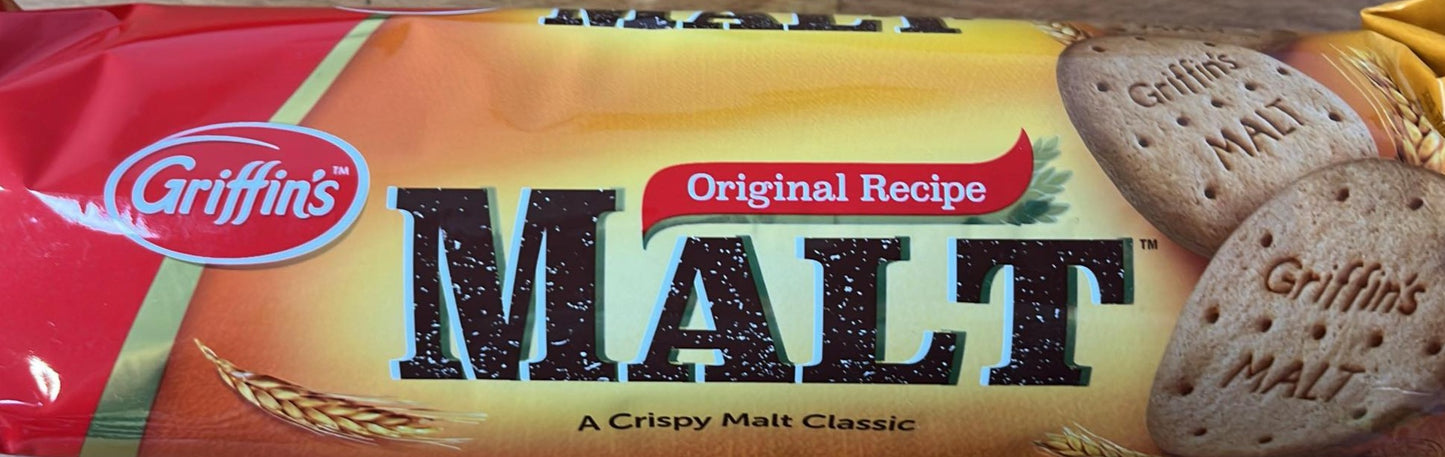 MALT
Griffin's™
Original Recipe
MALT™
A Crispy Malt Classic
Griffin's
MALT
Griffin's
MALT